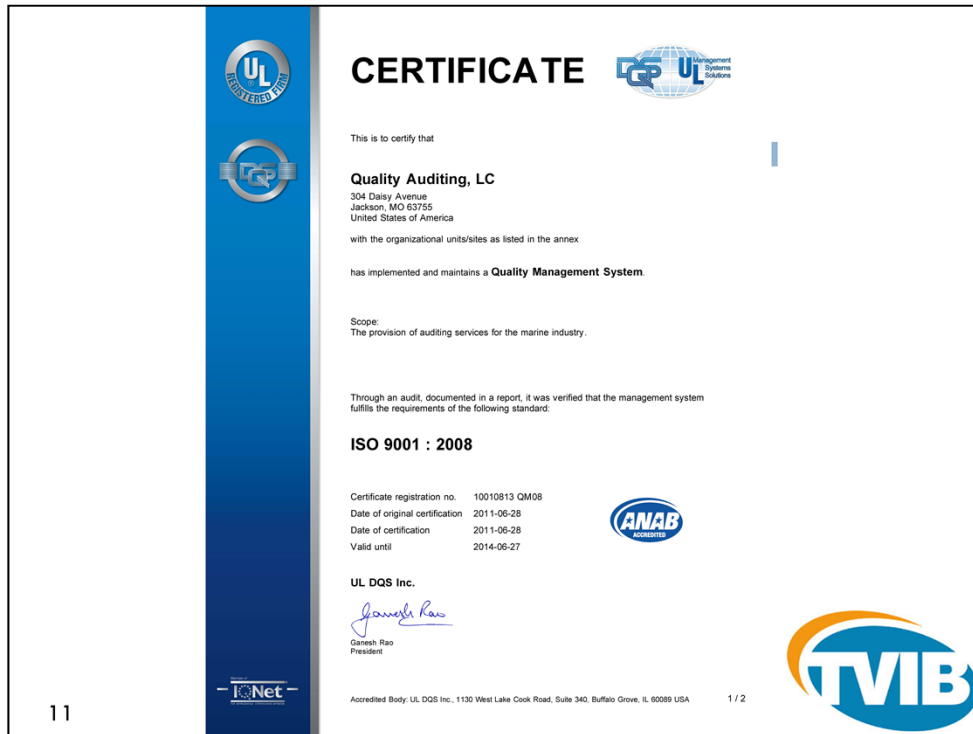 UL
REGISTERED FIRM
DQS
CERTIFICATE
DQS UL Management Systems Solutions
This is to certify that
Quality Auditing, LC
304 Daisy Avenue
Jackson, MO 63755
United States of America
with the organizational units/sites as listed in the annex
has implemented and maintains a Quality Management System.
Scope:
The provision of auditing services for the marine industry.
Through an audit, documented in a report, it was verified that the management system
fulfills the requirements of the following standard:
ISO 9001 : 2008
Certificate registration no. 10010813 QM08
Date of original certification 2011-06-28
Date of certification 2011-06-28
Valid until 2014-06-27
ANAB
ACCREDITED
UL DQS Inc.
Ganesh Rao
Ganesh Rao
President
IQNet
Accredited Body: UL DQS Inc., 1130 West Lake Cook Road, Suite 340, Buffalo Grove, IL 60089 USA 1 / 2
TVIB
11